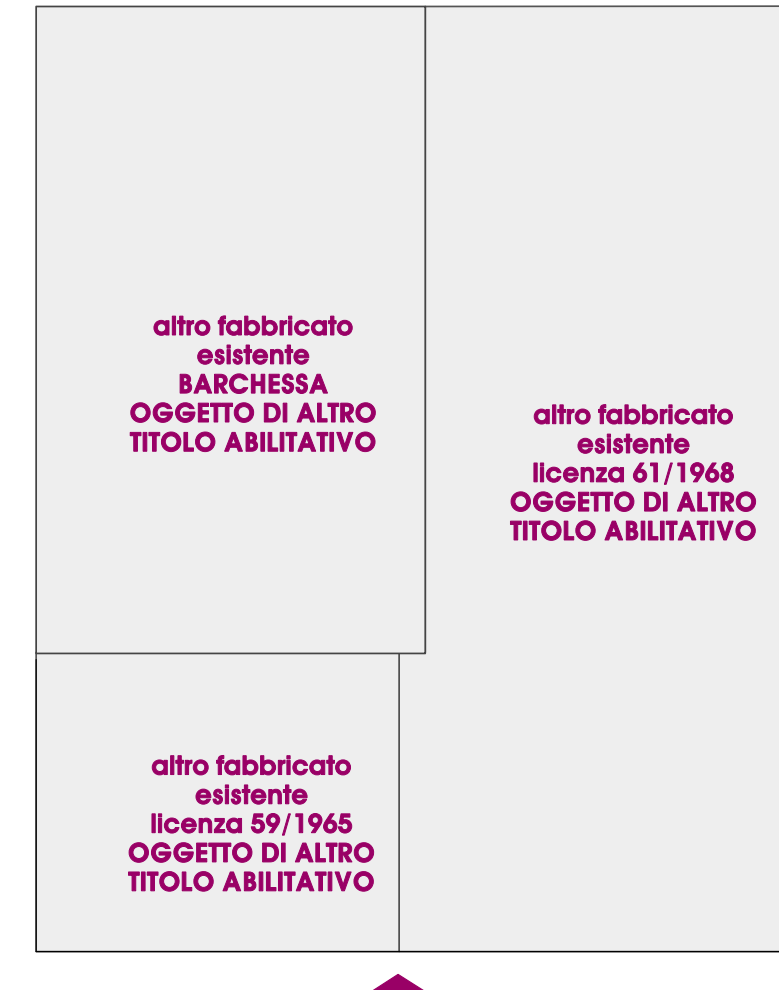 altro fabbricato
esistente
BARCHESSA
OGGETTO DI ALTRO
TITOLO ABILITATIVO
altro fabbricato
esistente
licenza 61/1968
OGGETTO DI ALTRO
TITOLO ABILITATIVO
altro fabbricato
esistente
licenza 59/1965
OGGETTO DI ALTRO
TITOLO ABILITATIVO